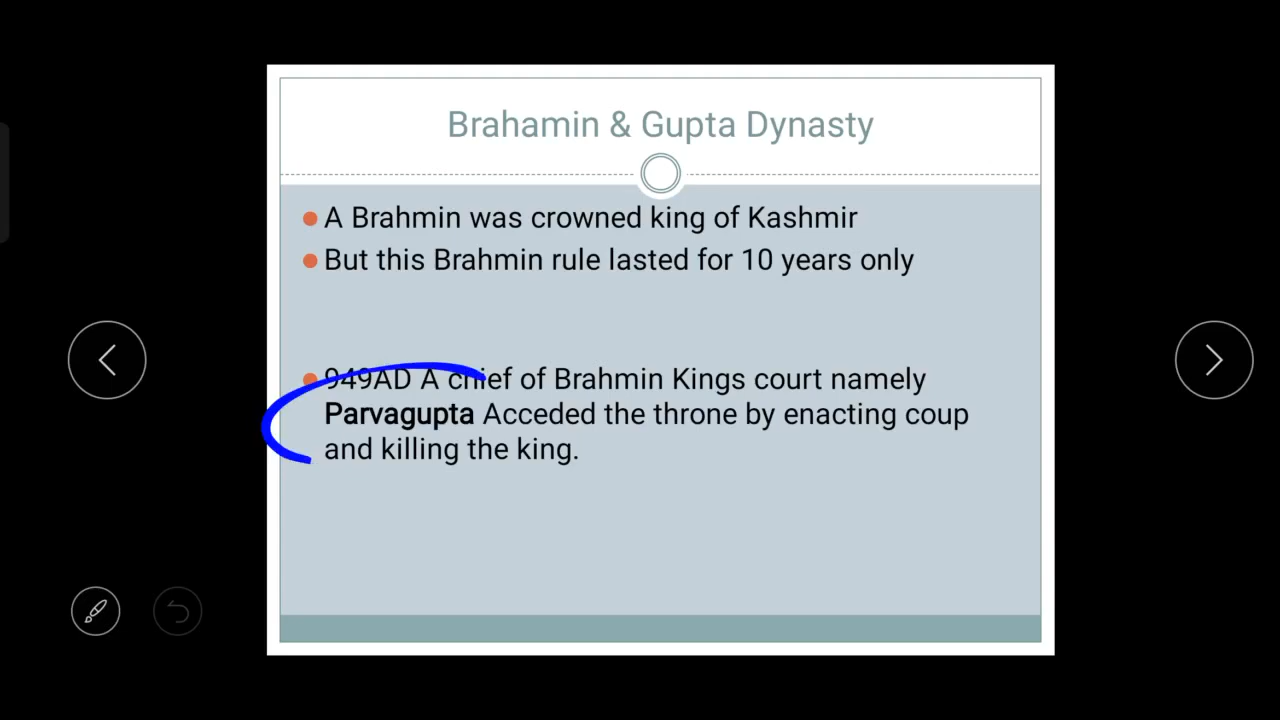 Brahamin & Gupta Dynasty
A Brahmin was crowned king of Kashmir
But this Brahmin rule lasted for 10 years only
949AD A chief of Brahmin Kings court namely
Parvagupta Acceded the throne by enacting coup
and killing the king.